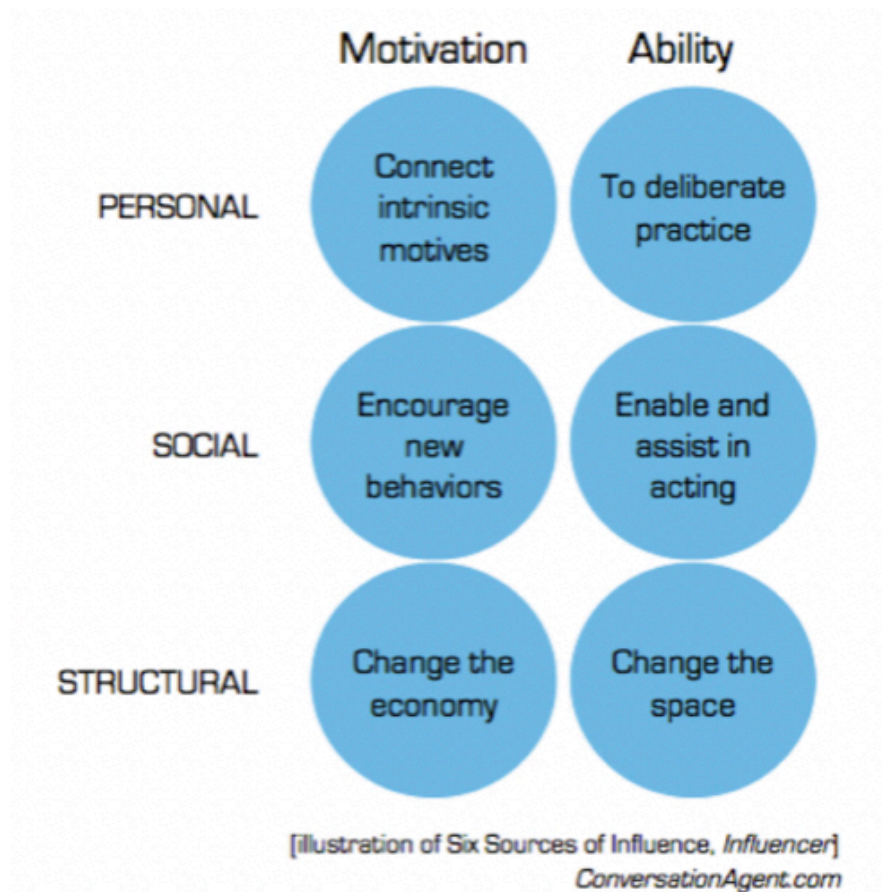 Motivation Ability
Connect
intrinsic
motives
PERSONAL
To deliberate
practice
Encourage
new
behaviors
SOCIAL
Enable and
assist in
acting
Change the
economy
STRUCTURAL
Change the
space
[illustration of Six Sources of Influence, Influencer]
ConversationAgent.com